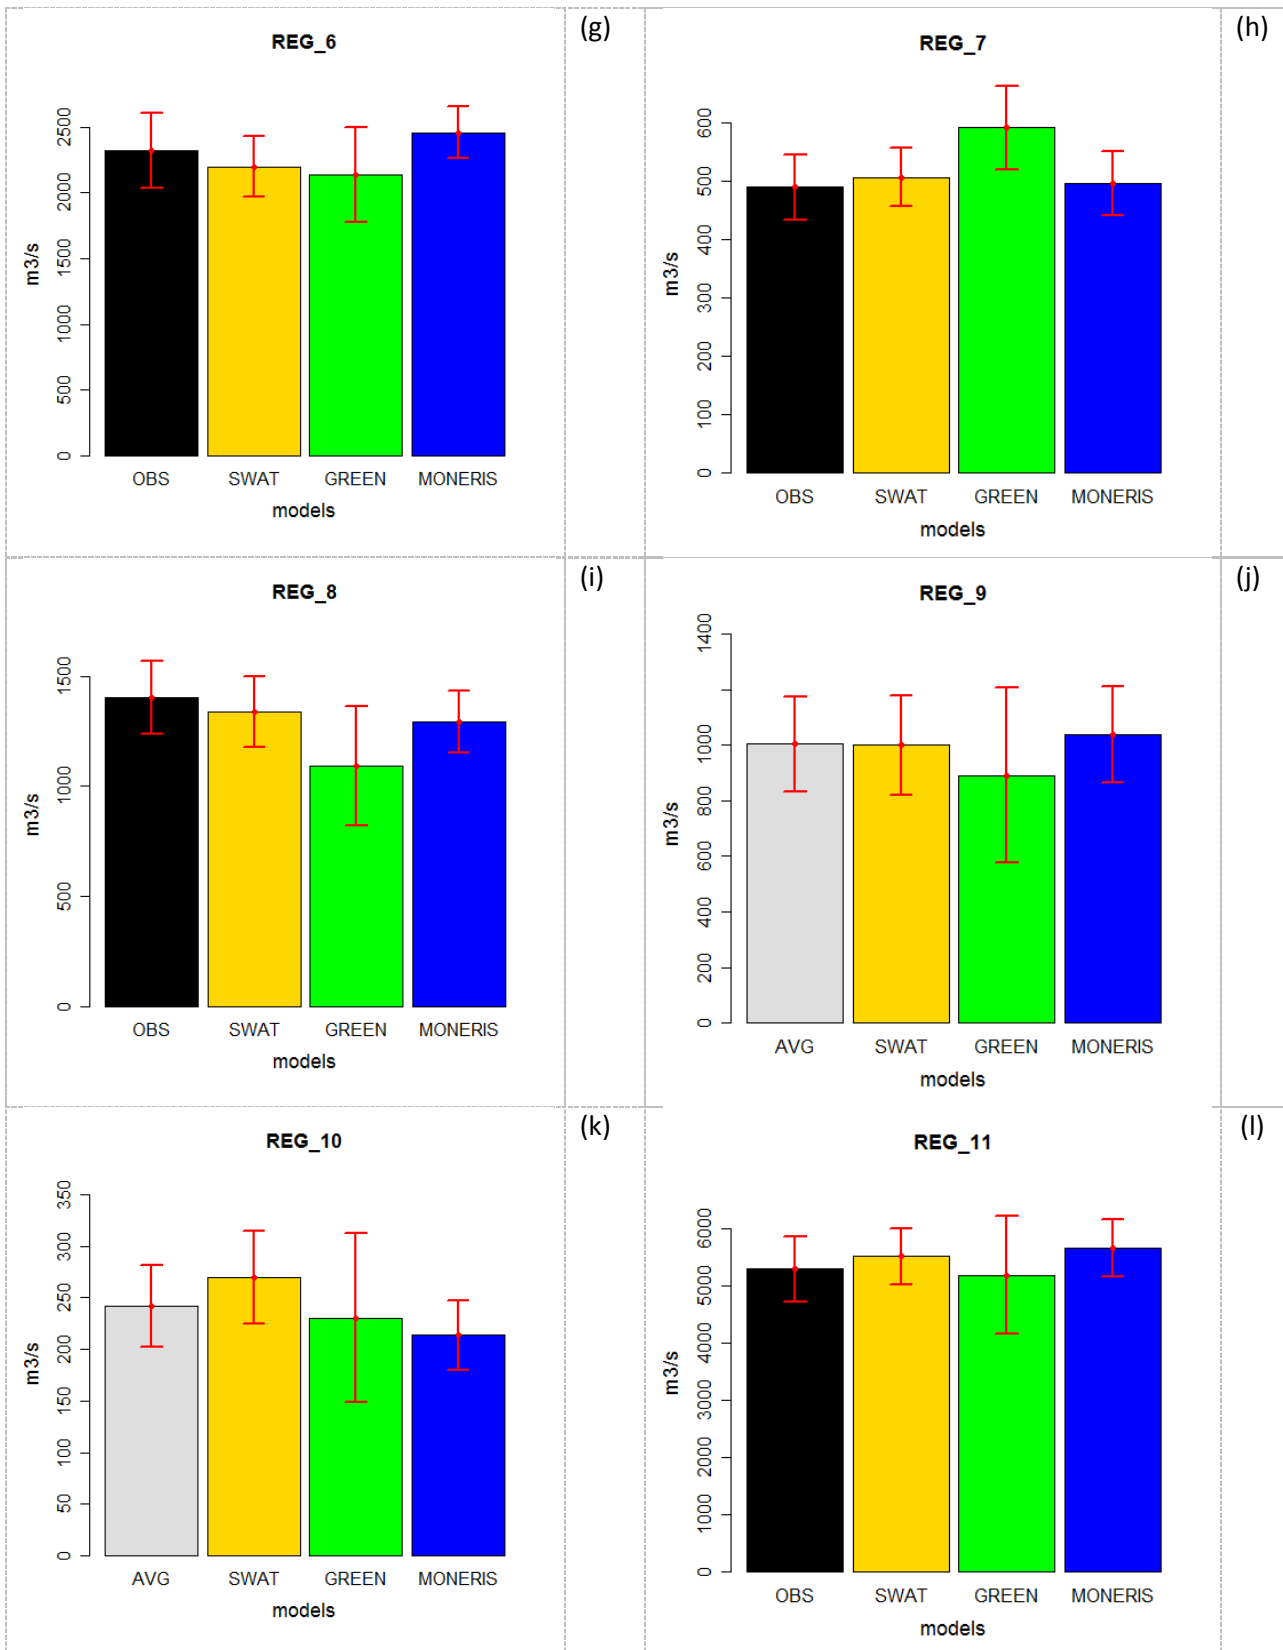 REG_6
(g)
m3/s
2500
2000
1500
1000
500
0
OBS SWAT GREEN MONERIS
models
REG_7
(h)
m3/s
600
500
400
300
200
100
0
OBS SWAT GREEN MONERIS
models
REG_8
(i)
m3/s
1500
1000
500
0
OBS SWAT GREEN MONERIS
models
REG_9
(j)
m3/s
1400
1000
800
600
400
200
0
AVG SWAT GREEN MONERIS
models
REG_10
(k)
m3/s
350
300
250
200
150
100
50
0
AVG SWAT GREEN MONERIS
models
REG_11
(l)
m3/s
6000
5000
4000
3000
2000
1000
0
OBS SWAT GREEN MONERIS
models